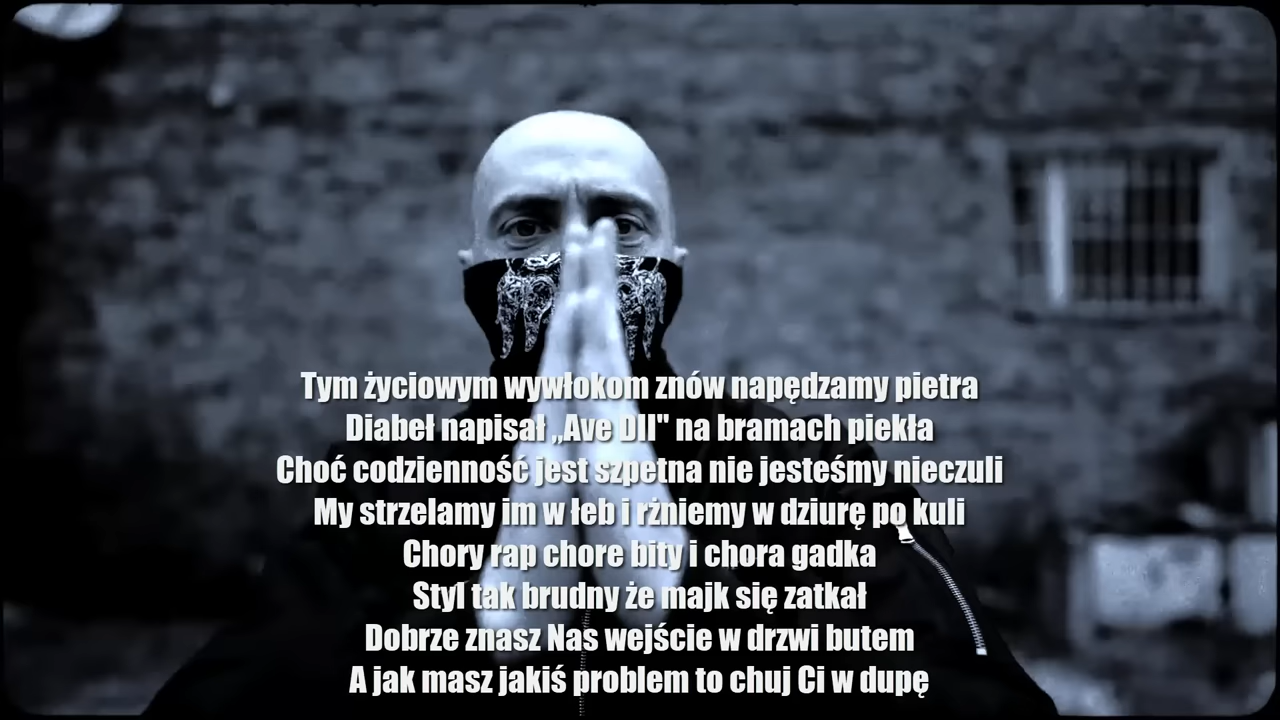 Tym życiowym wywłokom znów napędzamy pietra
Diabeł napisał „Ave DII" na bramach piekła
Choć codzienność jest szpetna nie jesteśmy nieczuli
My strzelamy im w łeb i rżniemy w dziurę po kuli
Chory rap chore bity i chora gadka
Styl tak brudny że majk się zatkał
Dobrze znasz Nas wejście w drzwi butem
A jak masz jakiś problem to chuj Ci w dupę